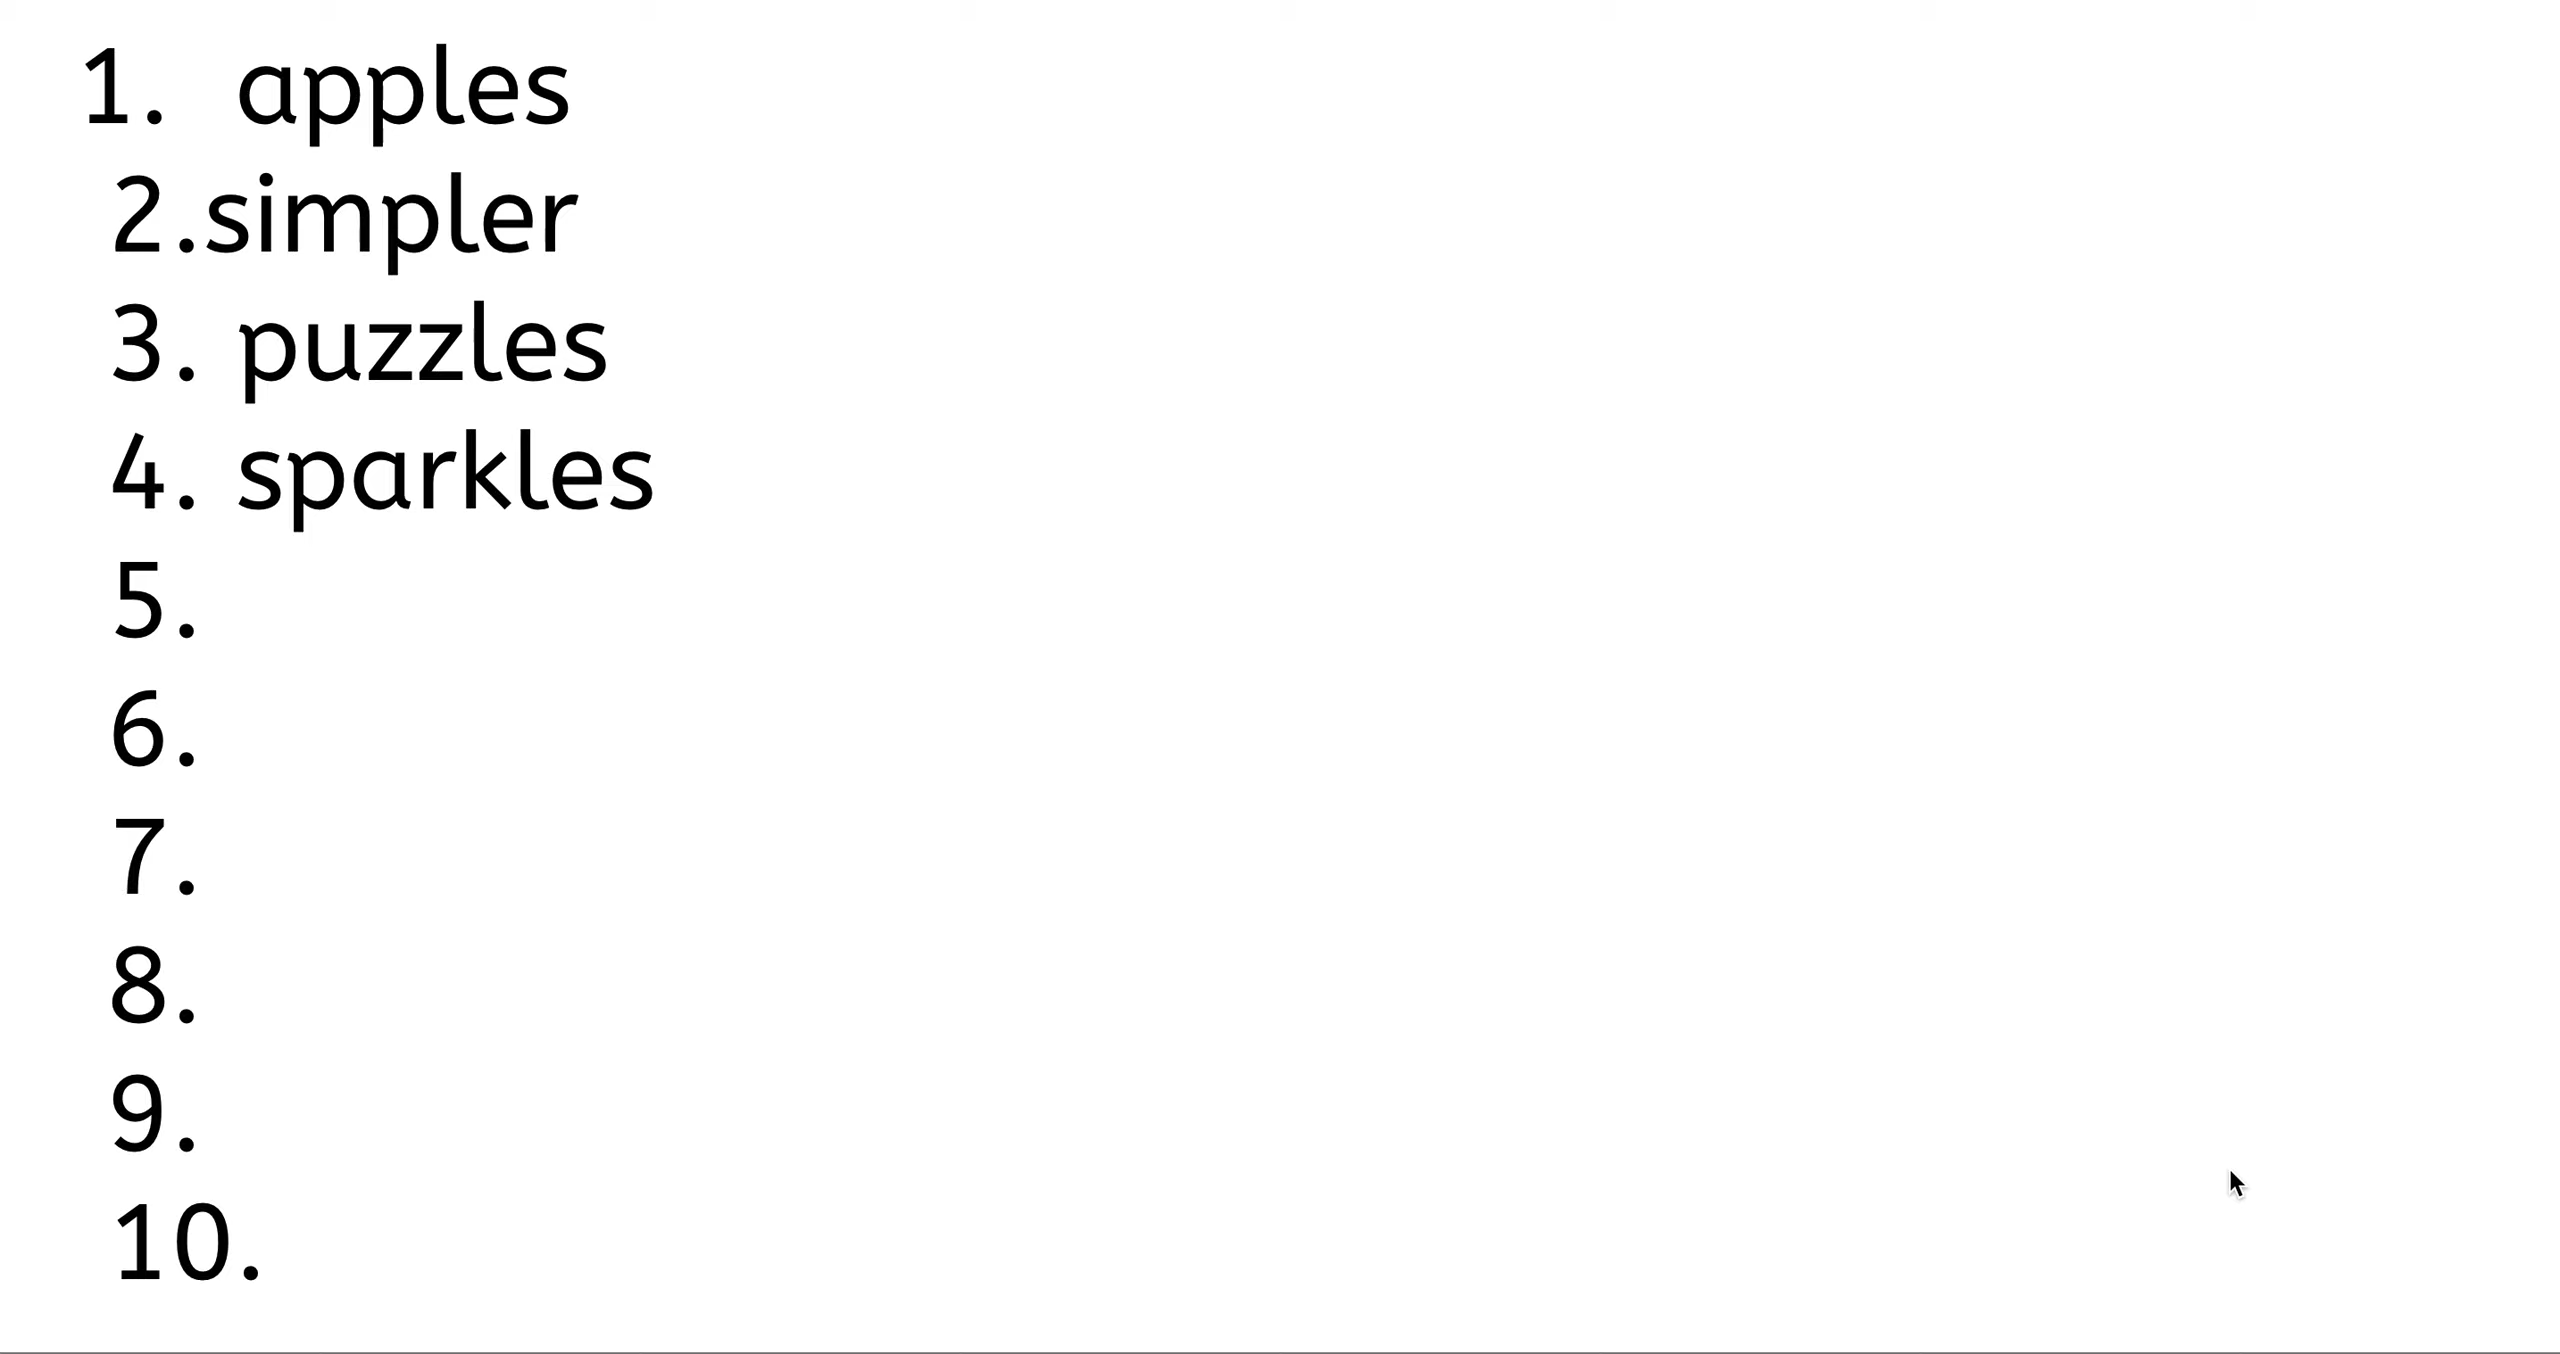 1. apples
2.simpler
3. puzzles
4. sparkles
5.
6.
7.
8.
9.
10.